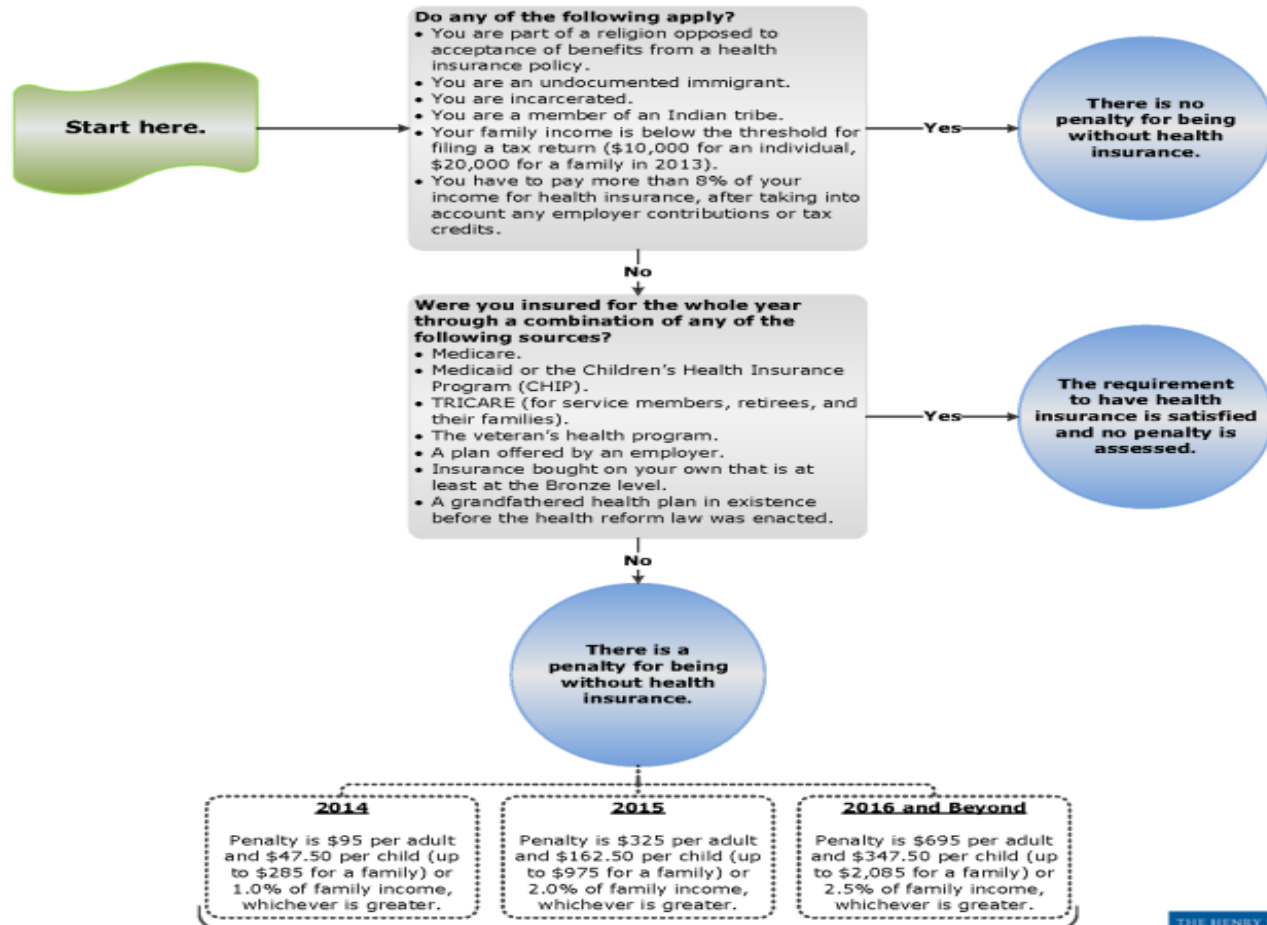 Do any of the following apply?
• You are part of a religion opposed to
acceptance of benefits from a health
insurance policy.
• You are an undocumented immigrant.
• You are incarcerated.
• You are a member of an Indian tribe.
• Your family income is below the threshold for
filing a tax return ($10,000 for an individual,
$20,000 for a family in 2013).
• You have to pay more than 8% of your
income for health insurance, after taking into
account any employer contributions or tax
credits.
Start here.
Yes
There is no
penalty for being
without health
insurance.
No
Were you insured for the whole year
through a combination of any of the
following sources?
• Medicare.
• Medicaid or the Children's Health Insurance
Program (CHIP).
• TRICARE (for service members, retirees, and
their families).
• The veteran's health program.
• A plan offered by an employer.
• Insurance bought on your own that is at
least at the Bronze level.
• A grandfathered health plan in existence
before the health reform law was enacted.
Yes
The requirement
to have health
insurance is satisfied
and no penalty is
assessed.
No
There is a
penalty for being
without health
insurance.
2014
Penalty is $95 per adult
and $47.50 per child (up
to $285 for a family) or
1.0% of family income,
whichever is greater.
2015
Penalty is $325 per adult
and $162.50 per child (up
to $975 for a family) or
2.0% of family income,
whichever is greater.
2016 and Beyond
Penalty is $695 per adult
and $347.50 per child (up
to $2,085 for a family) or
2.5% of family income,
whichever is greater.
THE HENRY